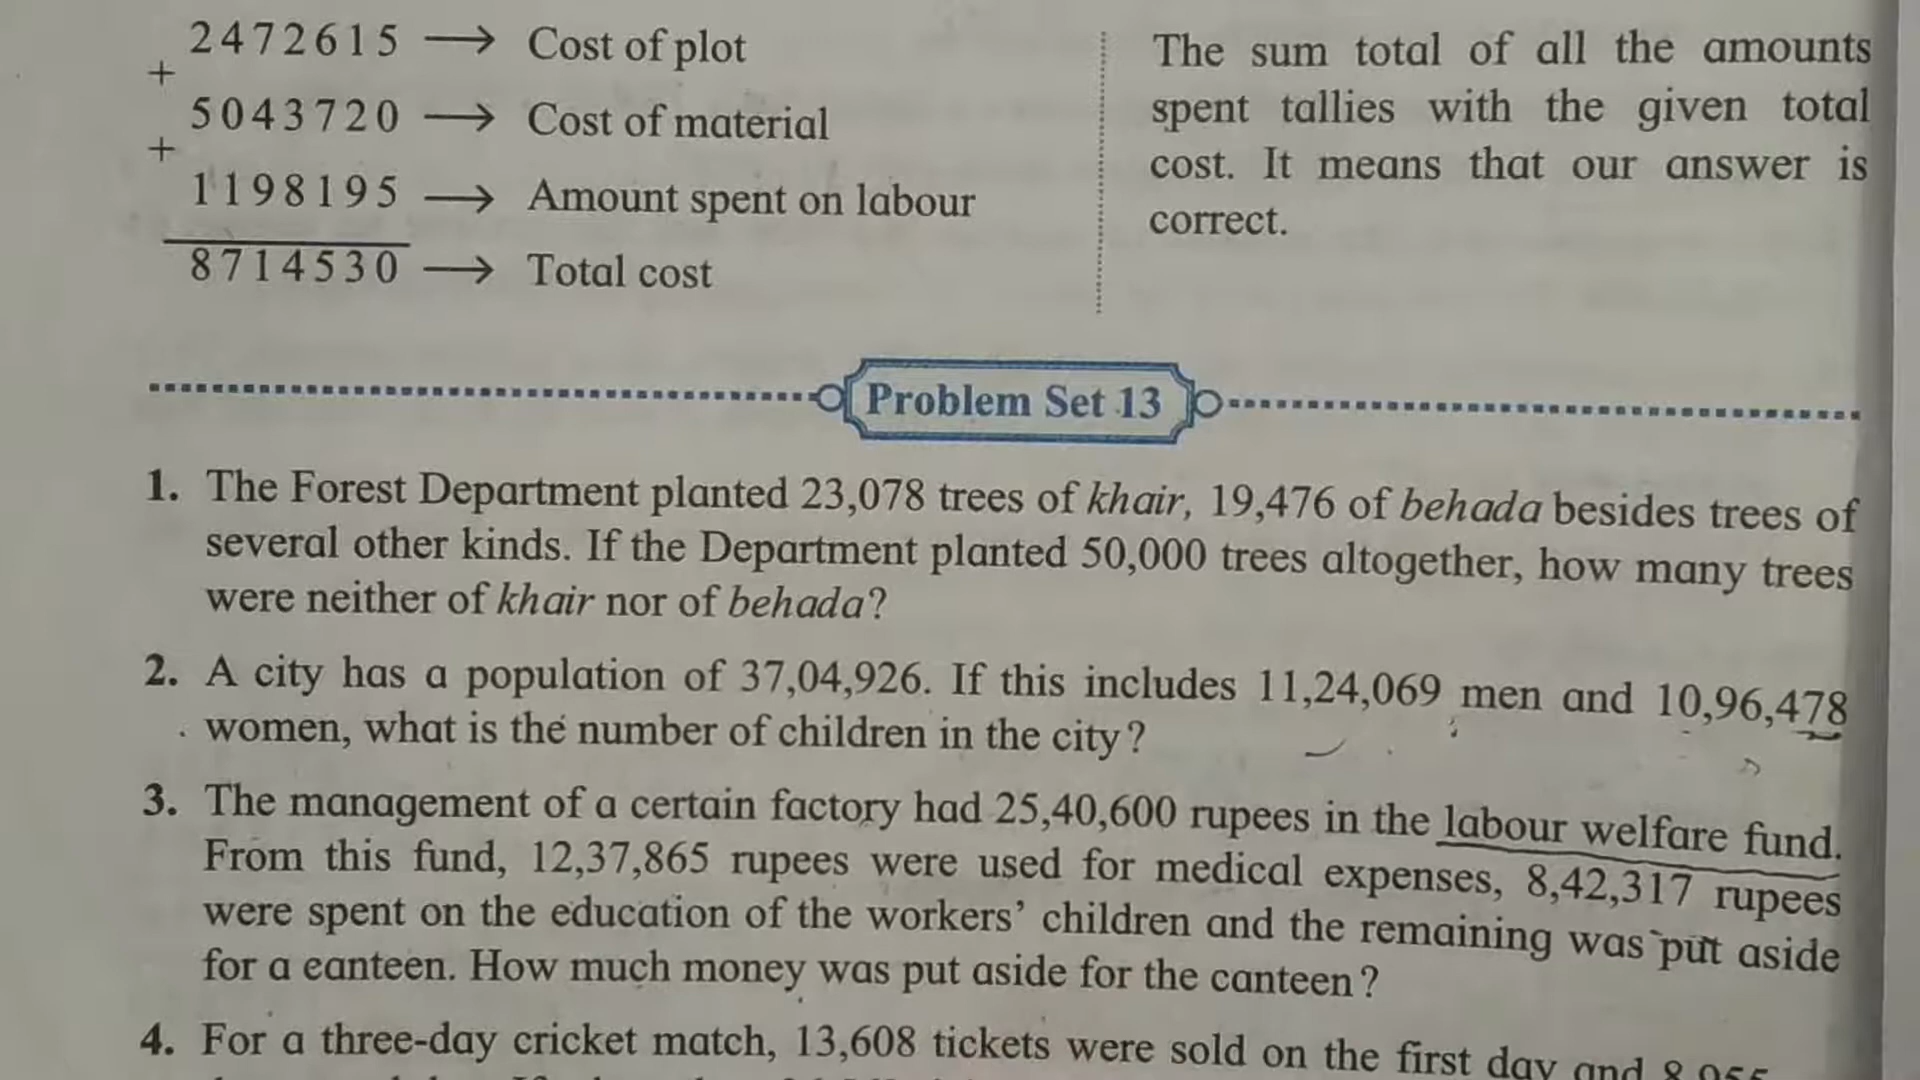 2472615 → Cost of plot
+
5043720 → Cost of material
+
1198195 → Amount spent on labour
8714530 → Total cost
The sum total of all the amounts
spent tallies with the given total
cost. It means that our answer is
correct.
Problem Set 13
1. The Forest Department planted 23,078 trees of khair, 19,476 of behada besides trees of
several other kinds. If the Department planted 50,000 trees altogether, how many trees
were neither of khair nor of behada?
2. A city has a population of 37,04,926. If this includes 11,24,069 men and 10,96,478
women, what is the number of children in the city?
3. The management of a certain factory had 25,40,600 rupees in the labour welfare fund.
From this fund, 12,37,865 rupees were used for medical expenses, 8,42,317 rupees
were spent on the education of the workers' children and the remaining was put aside
for a eanteen. How much money was put aside for the canteen?
4. For a three-day cricket match, 13,608 tickets were sold on the first day and